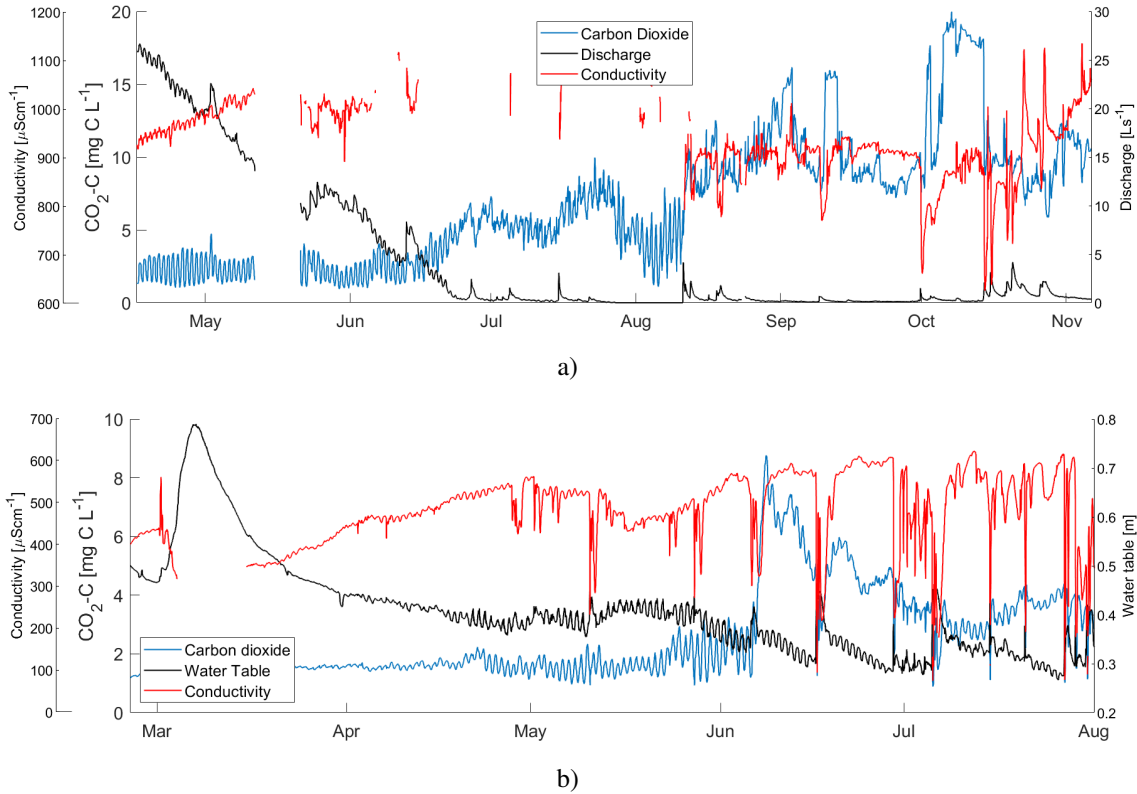 1200
1100
1000
900
800
700
600
Conductivity [μScm⁻¹]
20
15
10
5
0
CO₂-C [mg C L⁻¹]
Carbon Dioxide
Discharge
Conductivity
30
25
20
15
10
5
0
Discharge [Ls⁻¹]
May Jun Jul Aug Sep Oct Nov
a)
700
600
500
400
300
200
100
0
Conductivity [μScm⁻¹]
10
8
6
4
2
0
CO₂-C [mg C L⁻¹]
Carbon dioxide
Water Table
Conductivity
0.8
0.7
0.6
0.5
0.4
0.3
0.2
Water table [m]
Mar Apr May Jun Jul Aug
b)